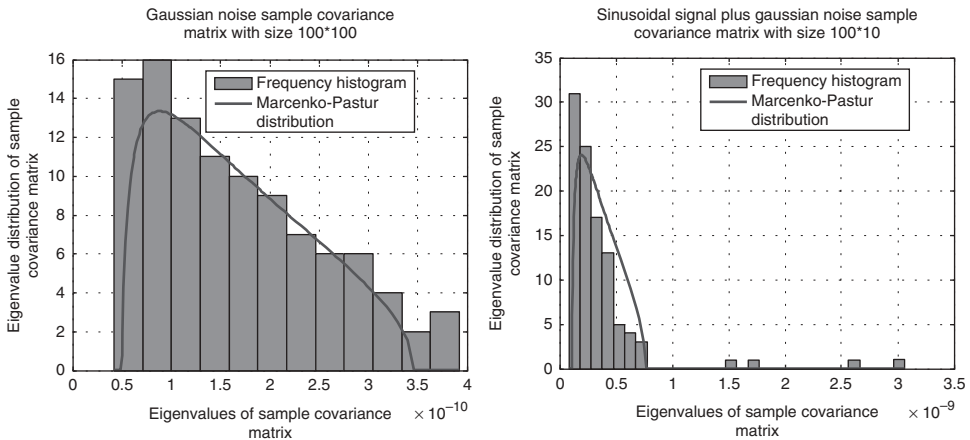 Gaussian noise sample covariance
matrix with size 100*100
16
14
12
10
8
6
4
2
0
Eigenvalue distribution of sample
covariance matrix
Frequency histogram
Marcenko-Pastur
distribution
0
0.5
1
1.5
2
2.5
3
3.5
4
Eigenvalues of sample covariance
matrix
× 10⁻¹⁰
Sinusoidal signal plus gaussian noise sample
covariance matrix with size 100*10
35
30
25
20
15
10
5
0
Eigenvalue distribution of sample
covariance matrix
Frequency histogram
Marcenko-Pastur
distribution
0
0.5
1
1.5
2
2.5
3
3.5
Eigenvalues of sample covariance
matrix
× 10⁻⁹